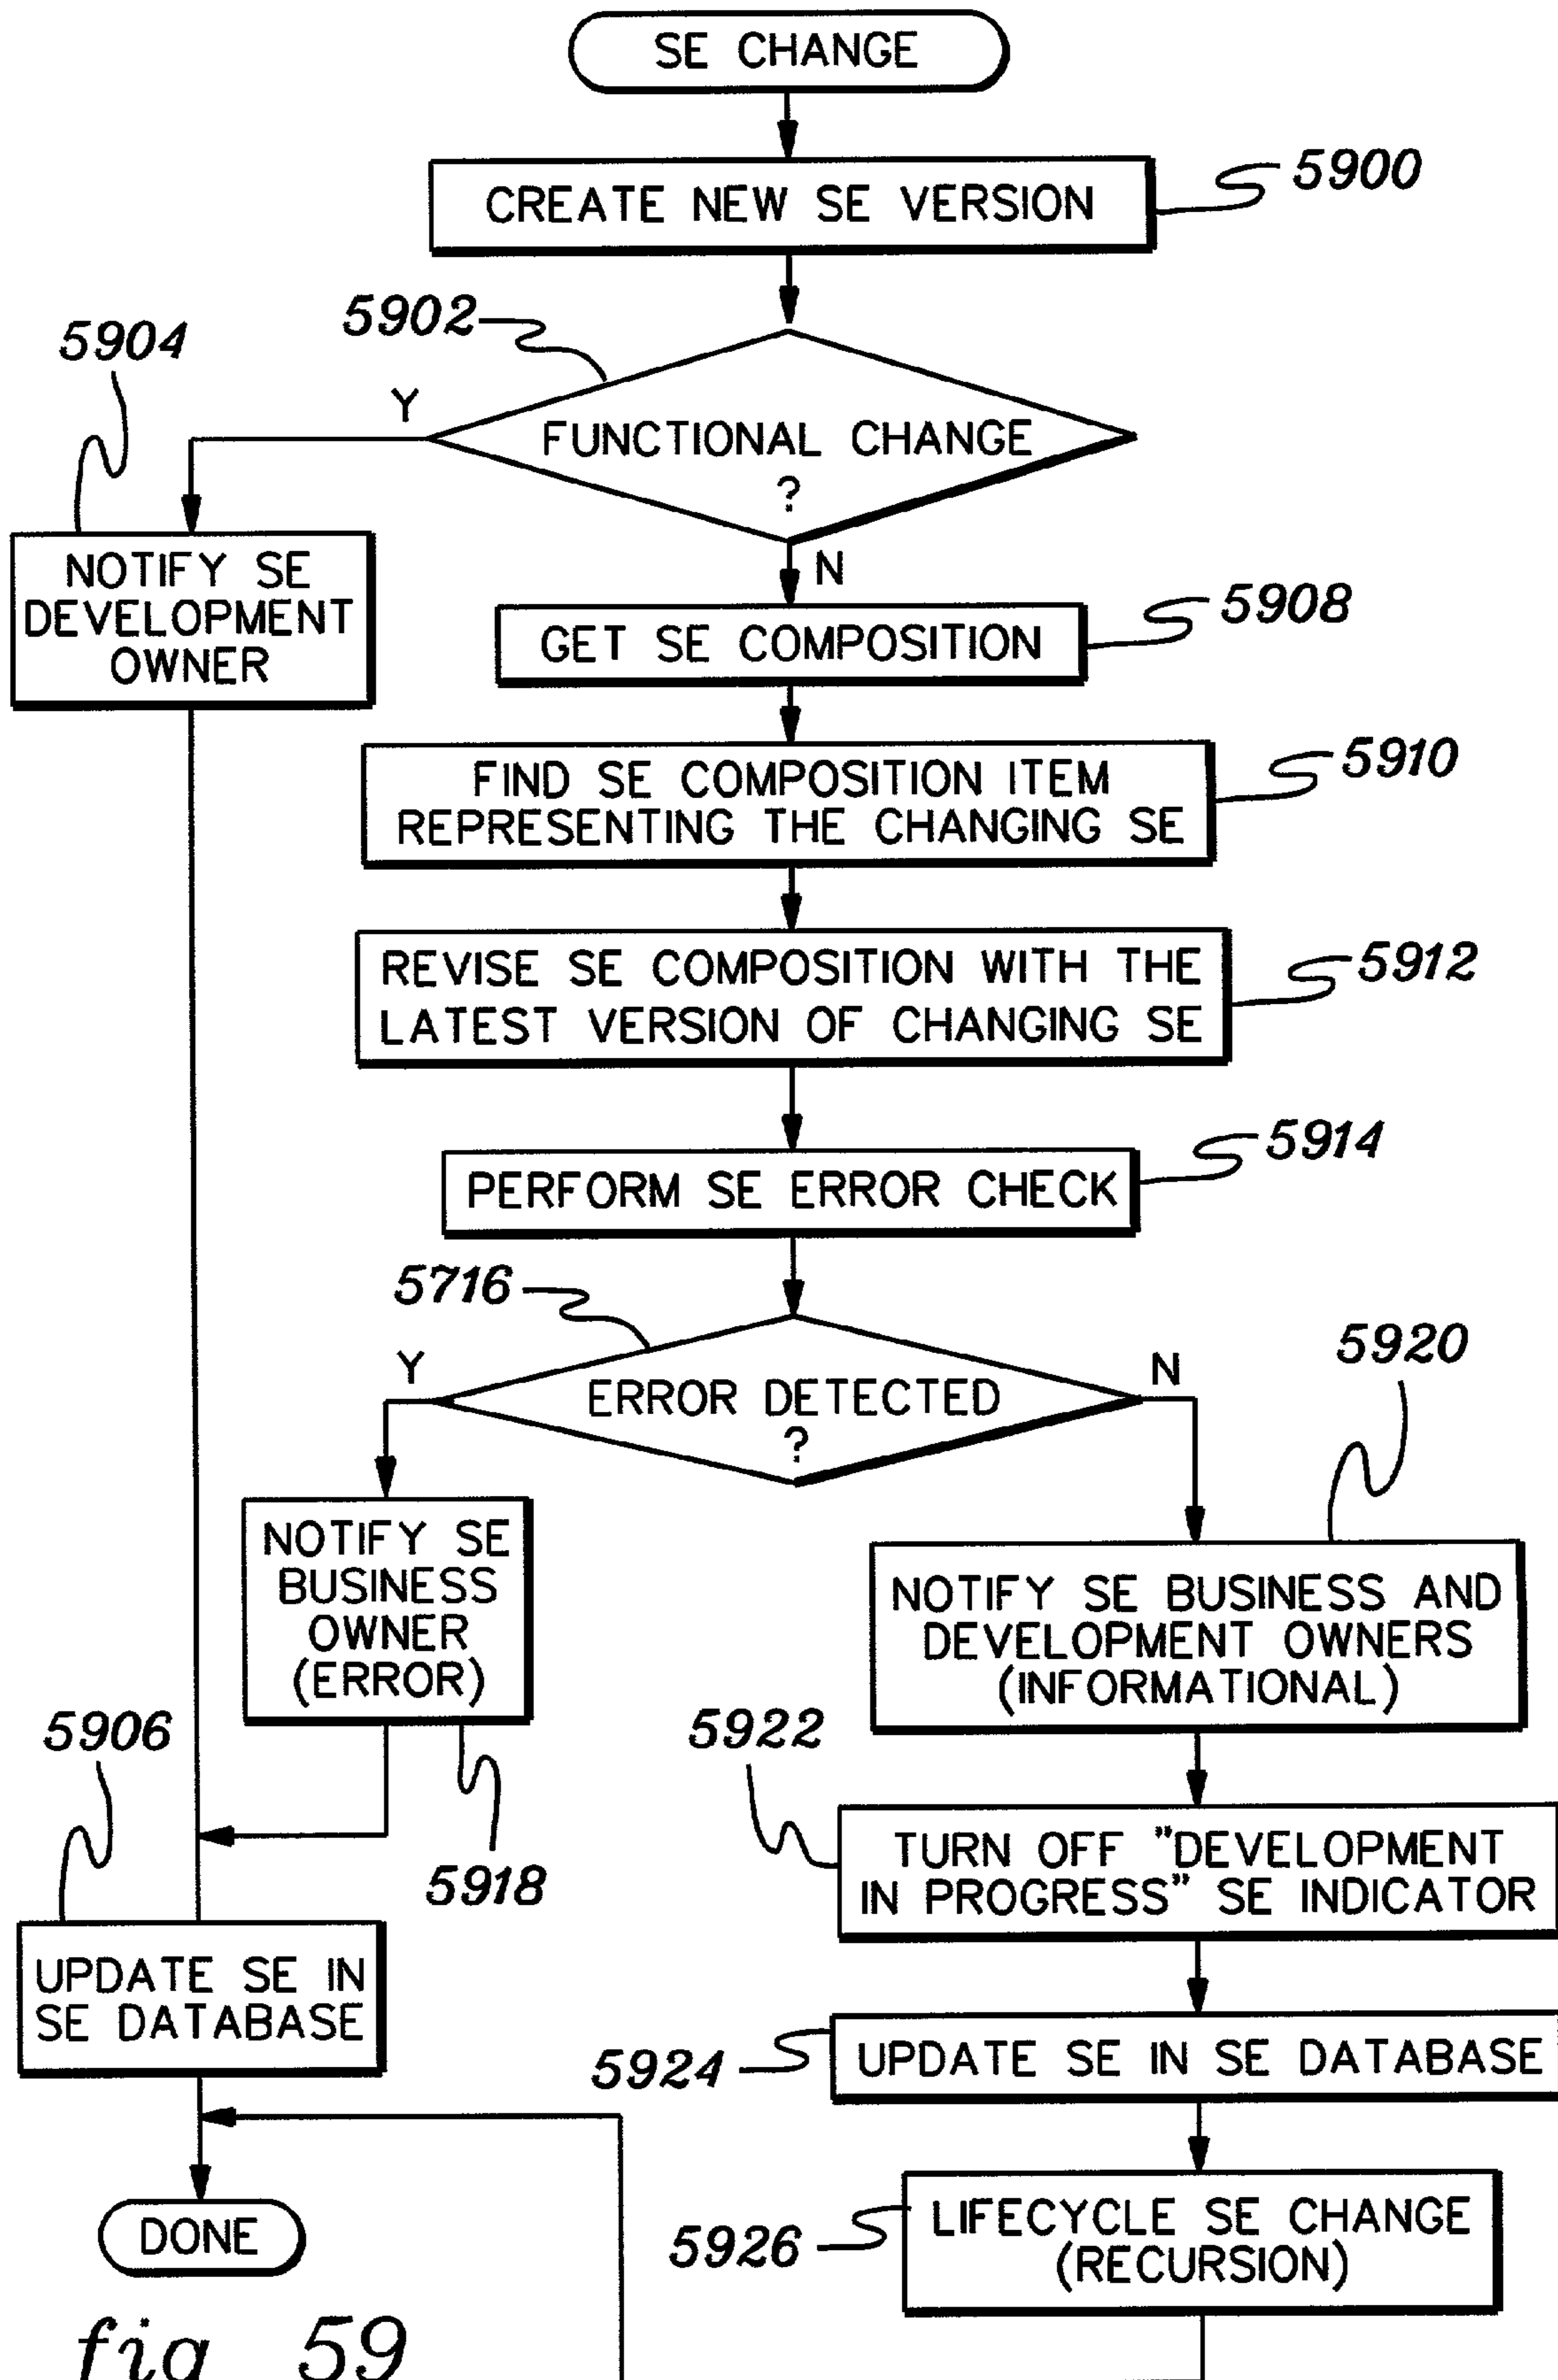 SE CHANGE
CREATE NEW SE VERSION
5900
5902
5904
Y
FUNCTIONAL CHANGE
?
N
NOTIFY SE
DEVELOPMENT
OWNER
GET SE COMPOSITION
5908
FIND SE COMPOSITION ITEM
REPRESENTING THE CHANGING SE
5910
REVISE SE COMPOSITION WITH THE
LATEST VERSION OF CHANGING SE
5912
PERFORM SE ERROR CHECK
5914
5716
Y
ERROR DETECTED
?
N
5920
NOTIFY SE
BUSINESS
OWNER
(ERROR)
NOTIFY SE BUSINESS AND
DEVELOPMENT OWNERS
(INFORMATIONAL)
5906
5918
5922
TURN OFF "DEVELOPMENT
IN PROGRESS" SE INDICATOR
UPDATE SE IN
SE DATABASE
5924
UPDATE SE IN SE DATABASE
DONE
5926
LIFECYCLE SE CHANGE
(RECURSION)
fig 59